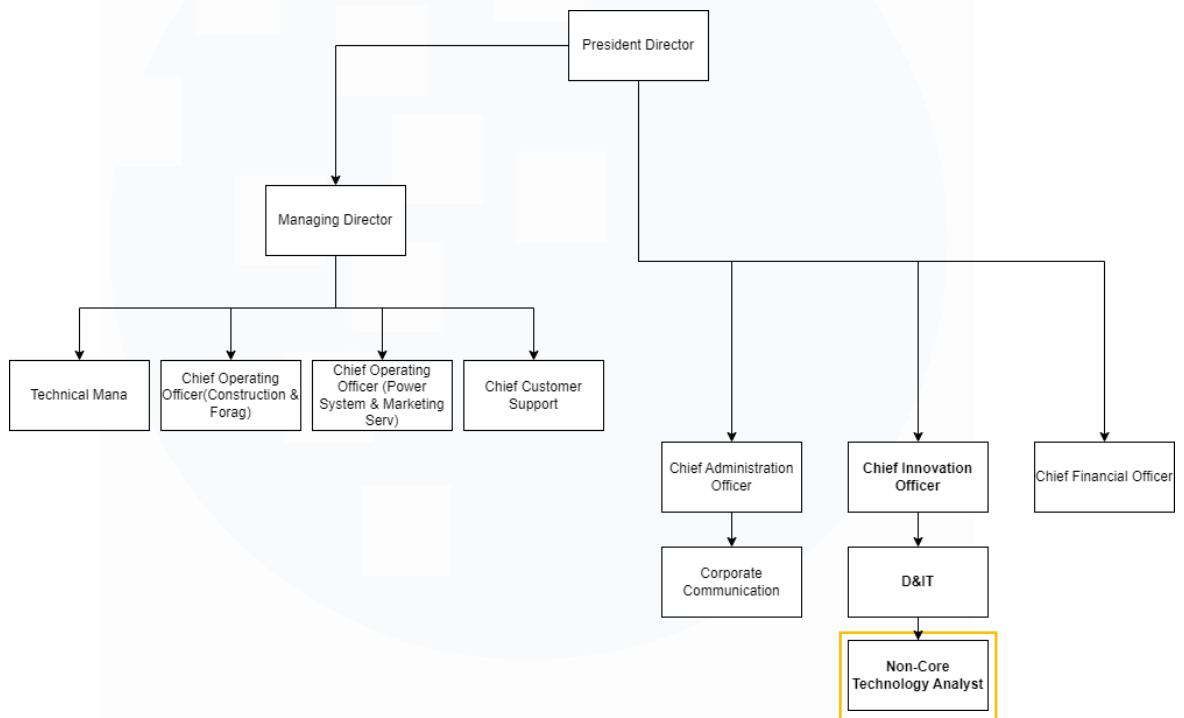 President Director
Managing Director
Technical Mana
Chief Operating
Officer(Construction &
Forag)
Chief Operating
Officer (Power
System & Marketing
Serv)
Chief Customer
Support
Chief Administration
Officer
Chief Innovation
Officer
Chief Financial Officer
Corporate
Communication
D&IT
Non-Core
Technology Analyst